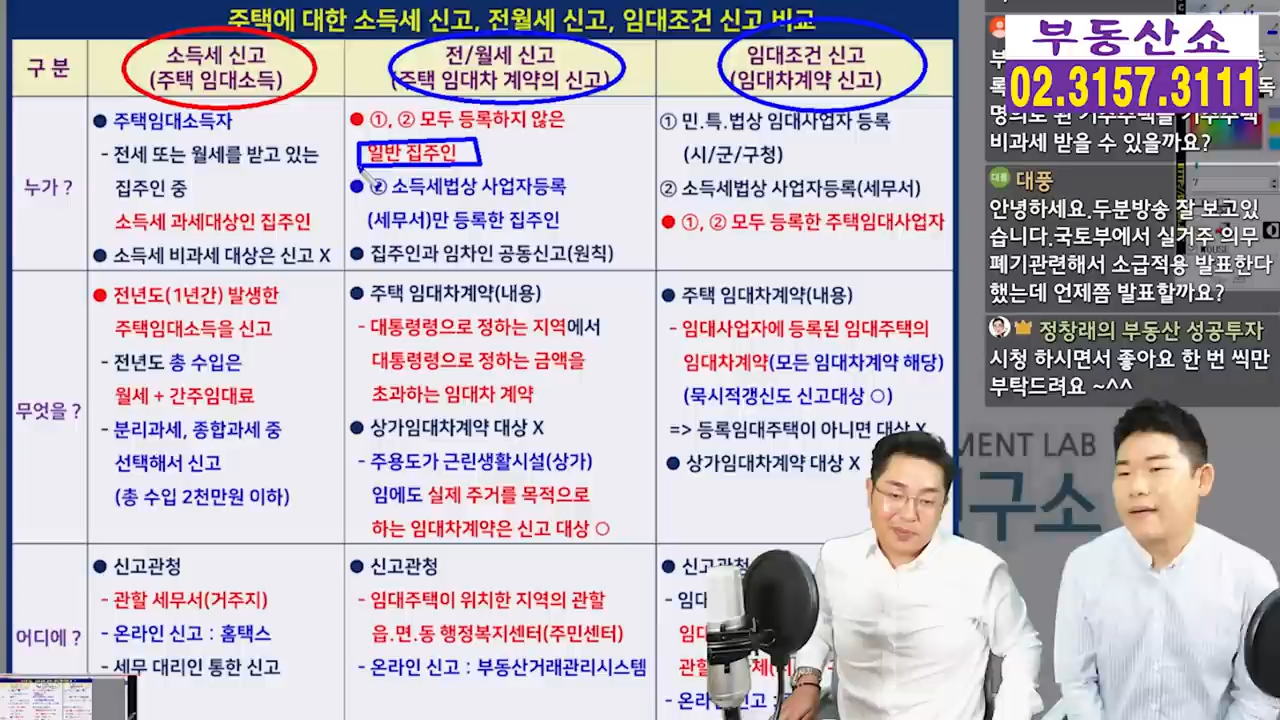 주택에 대한 소득세 신고, 전월세 신고, 임대조건 신고 비교
구 분
소득세 신고
(주택 임대소득)
전/월세 신고
(주택 임대차 계약의 신고)
임대조건 신고
(임대차계약 신고)
누가 ?
● 주택임대소득자
- 전세 또는 월세를 받고 있는
집주인 중
소득세 과세대상인 집주인
● 소득세 비과세 대상은 신고 X
● ①, ② 모두 등록하지 않은
일반 집주인
● ② 소득세법상 사업자등록
(세무서)만 등록한 집주인
● 집주인과 임차인 공동신고(원칙)
① 민.특.법상 임대사업자 등록
(시/군/구청)
② 소득세법상 사업자등록(세무서)
● ①, ② 모두 등록한 주택임대사업자
무엇을 ?
● 전년도(1년간) 발생한
주택임대소득을 신고
- 전년도 총 수입은
월세 + 간주임대료
- 분리과세, 종합과세 중
선택해서 신고
(총 수입 2천만원 이하)
● 주택 임대차계약(내용)
- 대통령령으로 정하는 지역에서
대통령령으로 정하는 금액을
초과하는 임대차 계약
● 상가임대차계약 대상 X
- 주용도가 근린생활시설(상가)
임에도 실제 주거를 목적으로
하는 임대차계약은 신고 대상 ○
● 주택 임대차계약(내용)
- 임대사업자에 등록된 임대주택의
임대차계약(모든 임대차계약 해당)
(묵시적갱신도 신고대상 ○)
=> 등록임대주택이 아니면 대상 X
● 상가임대차계약 대상 X
어디에 ?
● 신고관청
- 관할 세무서(거주지)
- 온라인 신고 : 홈택스
- 세무 대리인 통한 신고
● 신고관청
- 임대주택이 위치한 지역의 관할
읍.면.동 행정복지센터(주민센터)
- 온라인 신고 : 부동산거래관리시스템
● 신고관청
- 임대
임대
관할
- 온라인 신고 :
부동산쇼
02.3157.3111
비과세 받을 수 있을까요?
대풍
안녕하세요.두분방송 잘 보고있
습니다.국토부에서 실거주 의무
폐기관련해서 소급적용 발표한다
했는데 언제쯤 발표할까요?
정창래의 부동산 성공투자
시청 하시면서 좋아요 한 번 씩만
부탁드려요 ~^^
MENT LAB
구소